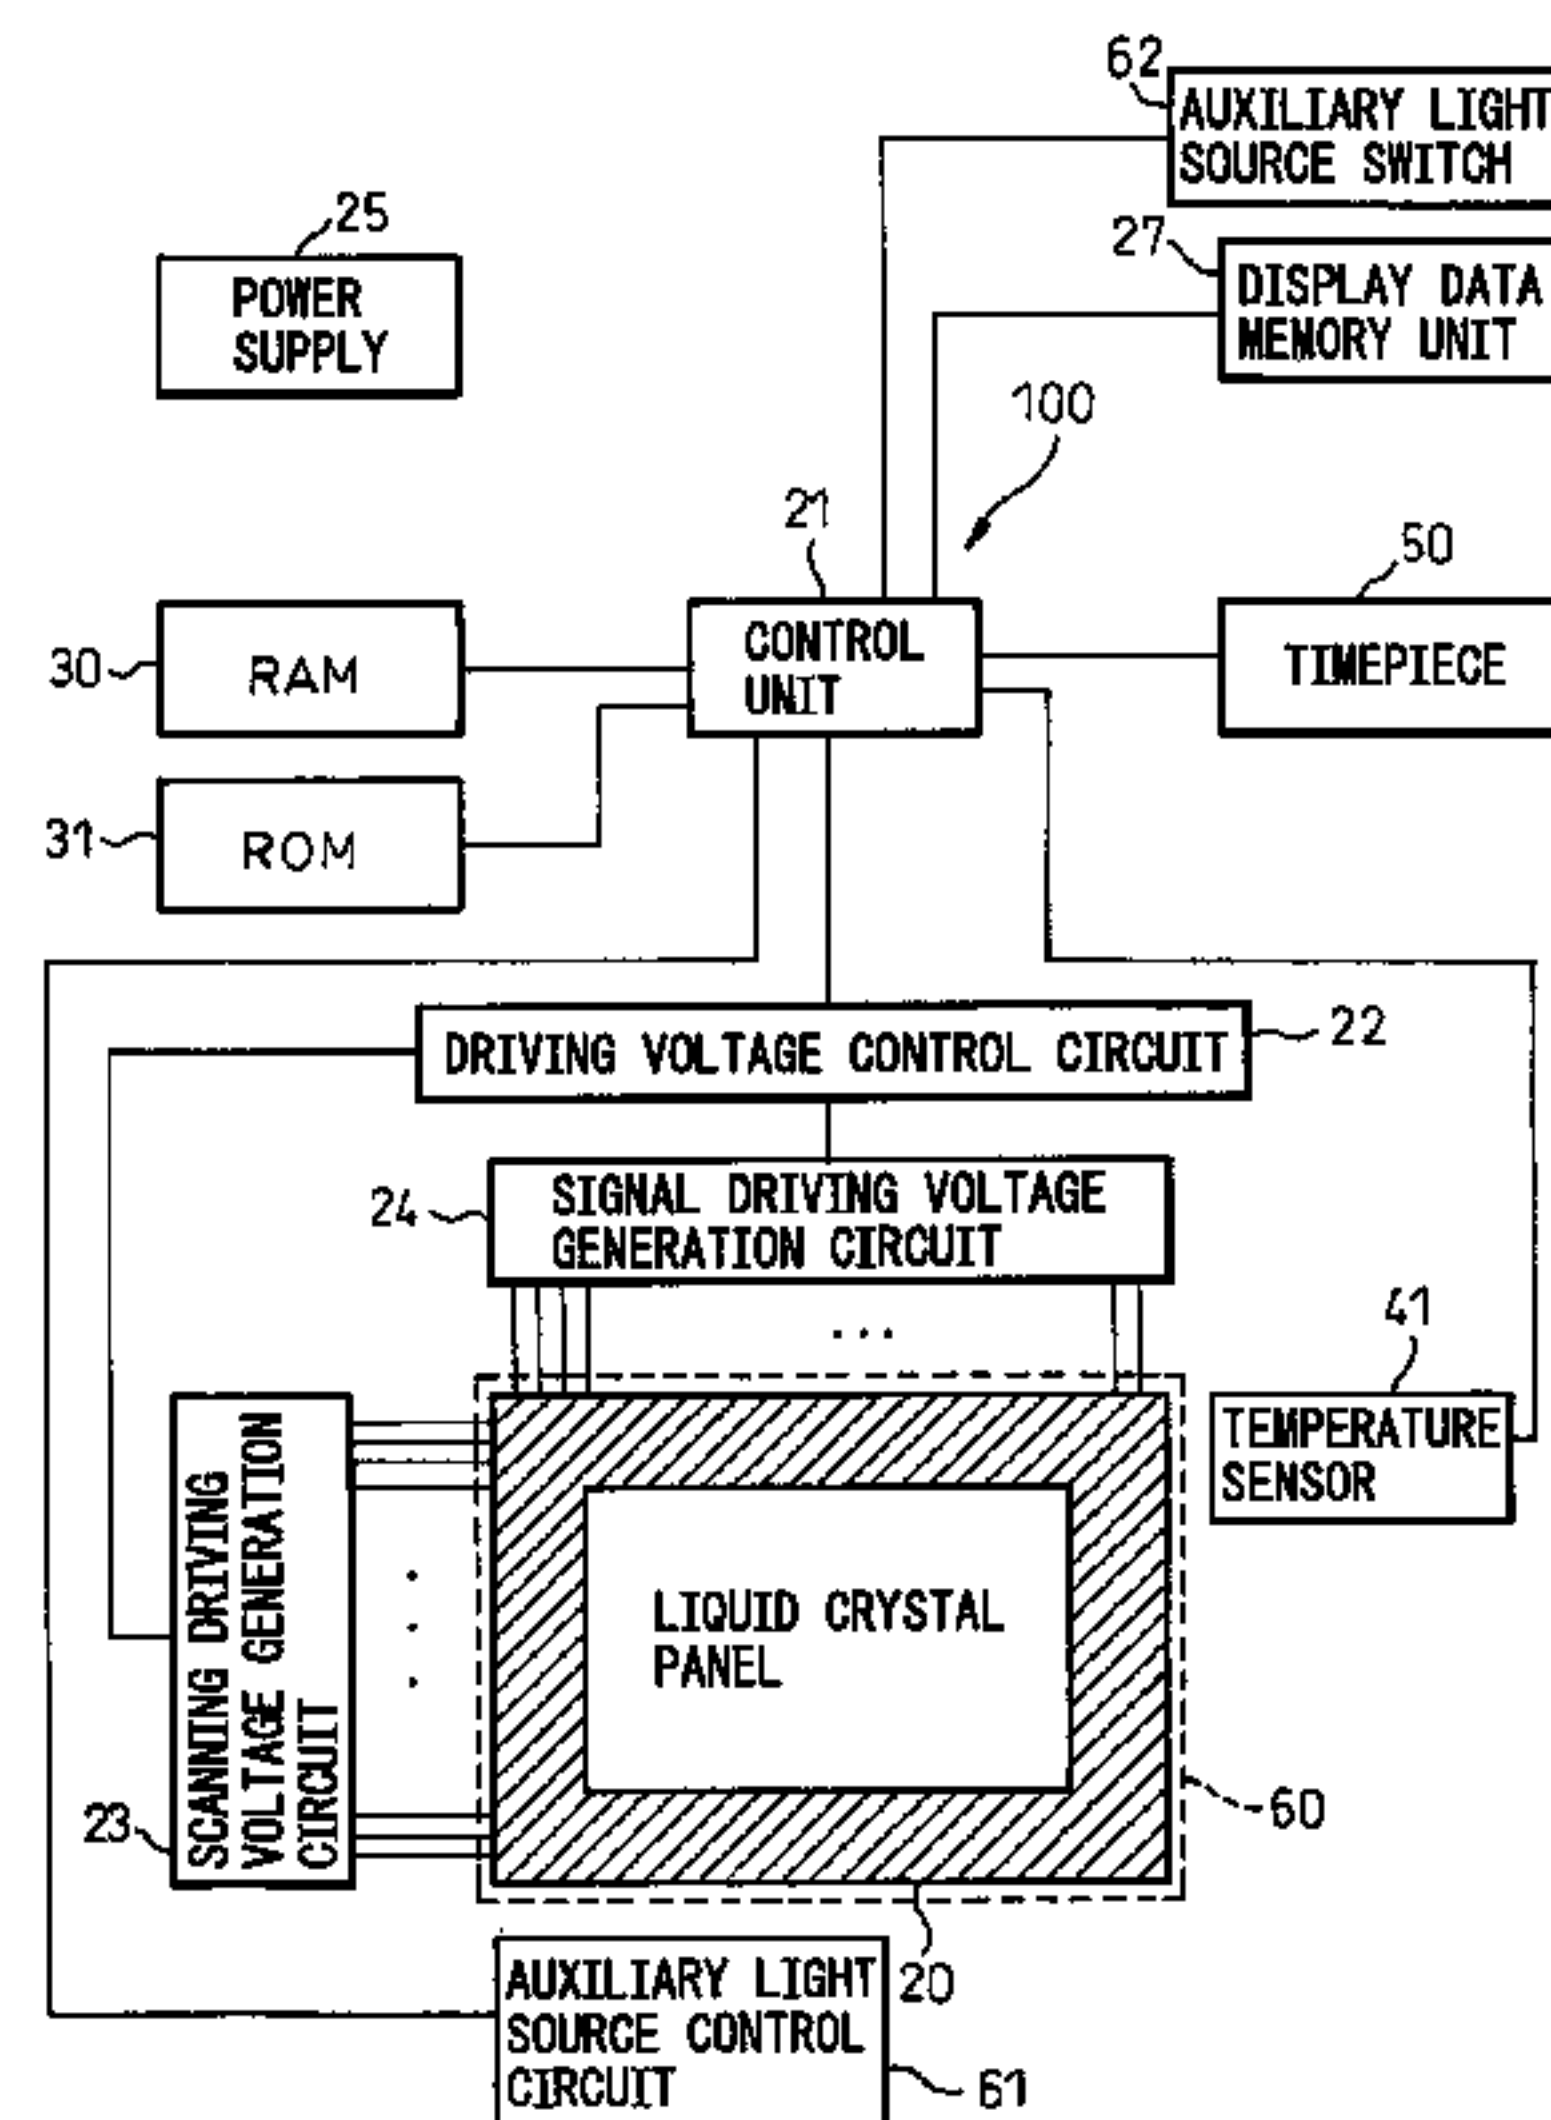 62
AUXILIARY LIGHT
SOURCE SWITCH
25
POWER
SUPPLY
27
DISPLAY DATA
MEMORY UNIT
100
21
CONTROL
UNIT
50
TIMEPIECE
30
RAM
31
ROM
DRIVING VOLTAGE CONTROL CIRCUIT
22
24
SIGNAL DRIVING VOLTAGE
GENERATION CIRCUIT
...
41
TEMPERATURE
SENSOR
SCANNING DRIVING
VOLTAGE GENERATION
CIRCUIT
23
LIQUID CRYSTAL
PANEL
60
20
AUXILIARY LIGHT
SOURCE CONTROL
CIRCUIT
61